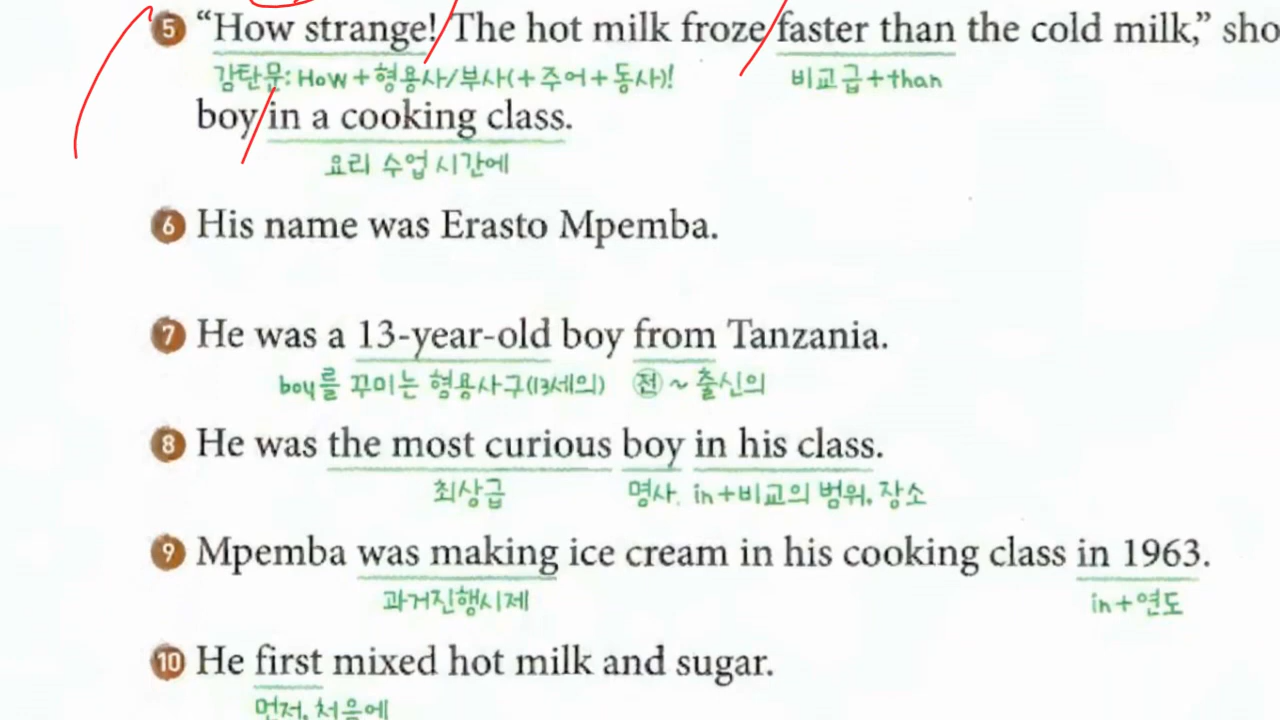 5 “How strange! The hot milk froze faster than the cold milk,” sho
감탄문: How + 형용사/부사(+주어+동사)! 비교급+than
boy in a cooking class.
요리 수업 시간에
6 His name was Erasto Mpemba.
7 He was a 13-year-old boy from Tanzania.
boy를 꾸미는 형용사구(13세의) 전 ~ 출신의
8 He was the most curious boy in his class.
최상급 명사. in+비교의 범위, 장소
9 Mpemba was making ice cream in his cooking class in 1963.
과거진행시제 in+연도
10 He first mixed hot milk and sugar.
먼저, 처음에